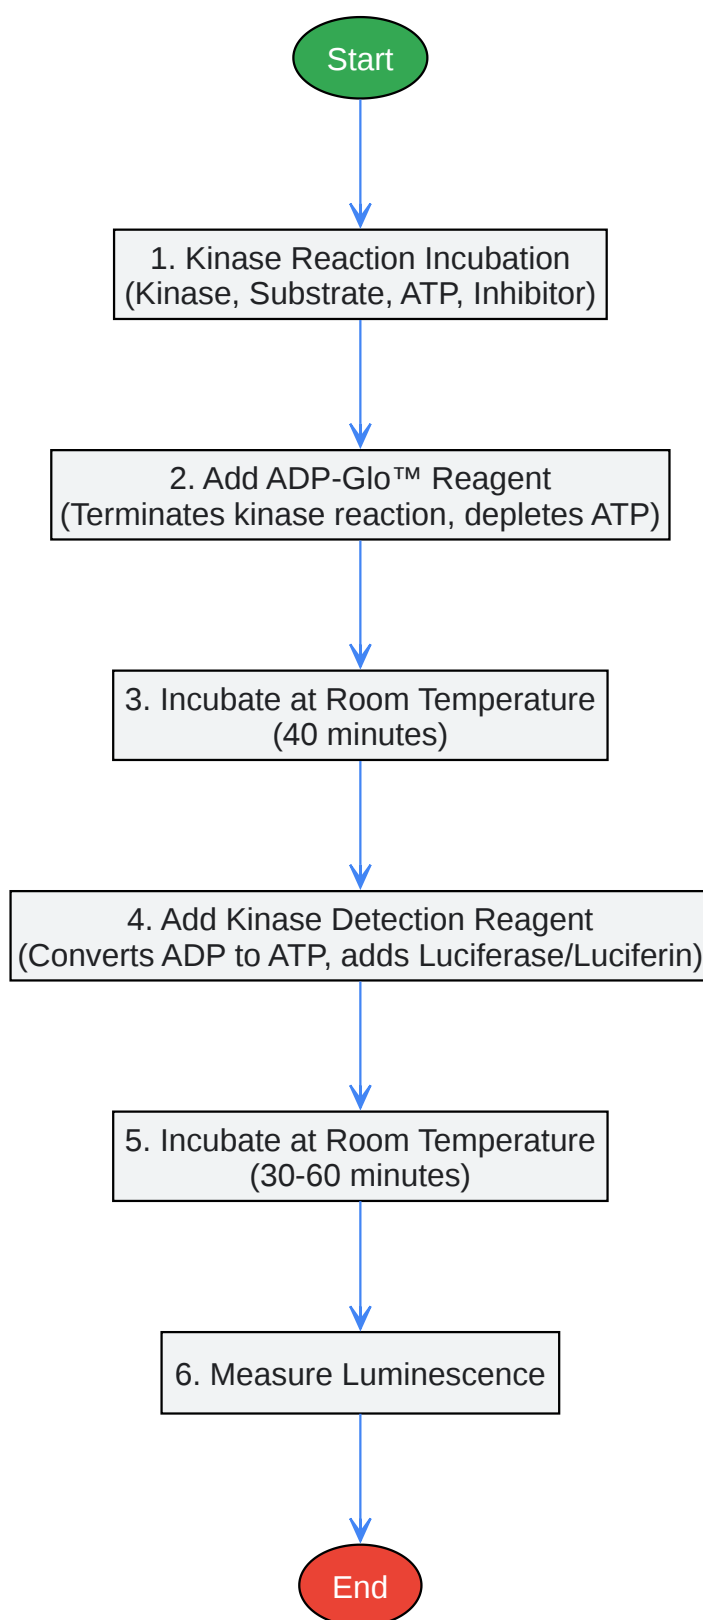 Start
1. Kinase Reaction Incubation
(Kinase, Substrate, ATP, Inhibitor)
2. Add ADP-Glo™ Reagent
(Terminates kinase reaction, depletes ATP)
3. Incubate at Room Temperature
(40 minutes)
4. Add Kinase Detection Reagent
(Converts ADP to ATP, adds Luciferase/Luciferin)
5. Incubate at Room Temperature
(30-60 minutes)
6. Measure Luminescence
End